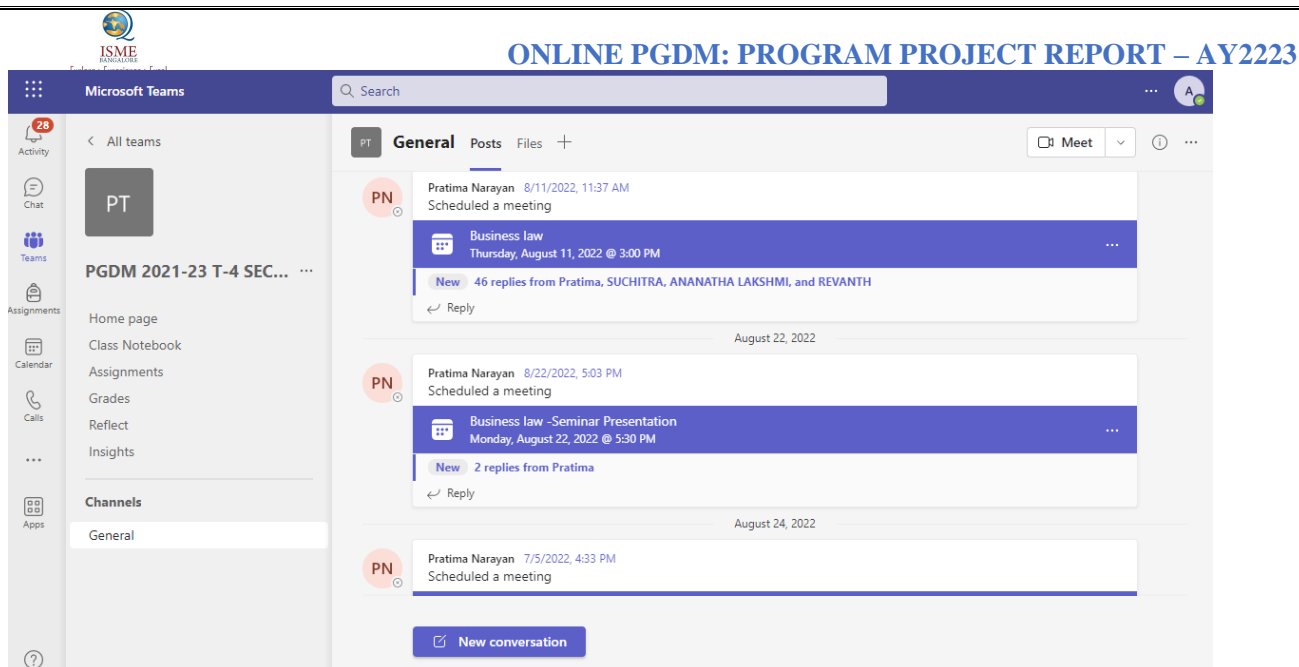 ISME
BANGALORE
ONLINE PGDM: PROGRAM PROJECT REPORT – AY2223
Microsoft Teams
Search
A
28
Activity
Chat
Teams
Assignments
Calendar
Calls
Apps
All teams
PT
PGDM 2021-23 T-4 SEC...
Home page
Class Notebook
Assignments
Grades
Reflect
Insights
Channels
General
PT
General Posts Files
Meet
PN
Pratima Narayan 8/11/2022, 11:37 AM
Scheduled a meeting
Business law
Thursday, August 11, 2022 @ 3:00 PM
New 46 replies from Pratima, SUCHITRA, ANANATHA LAKSHMI, and REVANTH
Reply
August 22, 2022
PN
Pratima Narayan 8/22/2022, 5:03 PM
Scheduled a meeting
Business law -Seminar Presentation
Monday, August 22, 2022 @ 5:30 PM
New 2 replies from Pratima
Reply
August 24, 2022
PN
Pratima Narayan 7/5/2022, 4:33 PM
Scheduled a meeting
New conversation